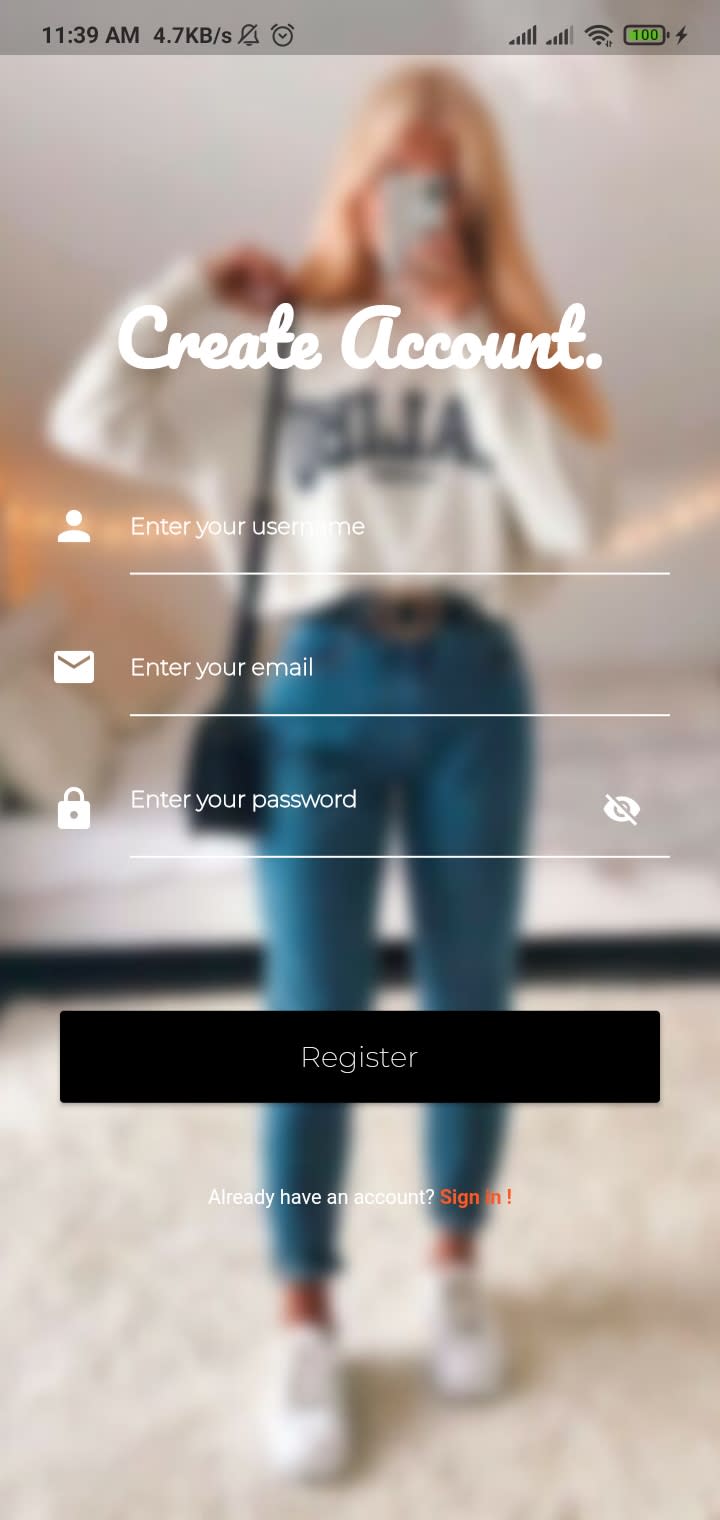 11:39 AM 4.7KB/s 100
Create Account.
Enter your username
Enter your email
Enter your password
Register
Already have an account? Sign in !